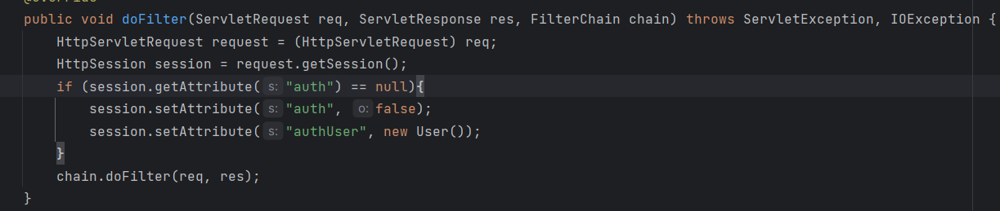 @Override
public void doFilter(ServletRequest req, ServletResponse res, FilterChain chain) throws ServletException, IOException {
HttpServletRequest request = (HttpServletRequest) req;
HttpSession session = request.getSession();
if (session.getAttribute( s: "auth") == null){
session.setAttribute( s: "auth", o: false);
session.setAttribute( s: "authUser", new User());
}
chain.doFilter(req, res);
}